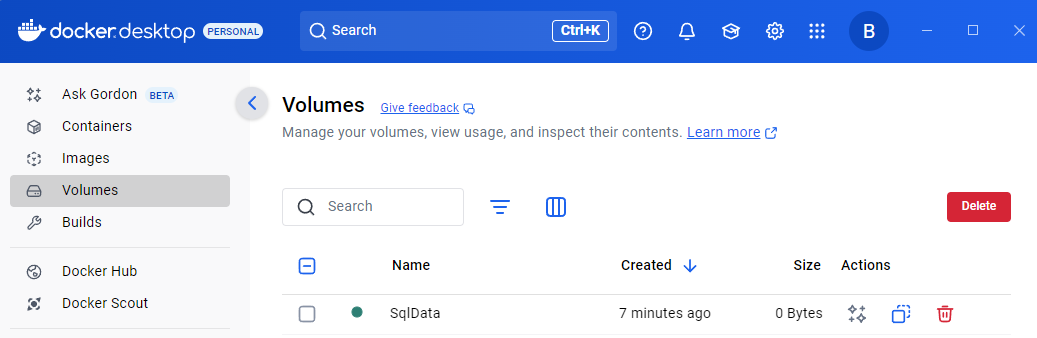 docker.desktop PERSONAL Search Ctrl+K B
Ask Gordon BETA
Containers
Images
Volumes
Builds
Docker Hub
Docker Scout
Volumes Give feedback
Manage your volumes, view usage, and inspect their contents. Learn more
Search Delete
Name Created Size Actions
SqlData 7 minutes ago 0 Bytes